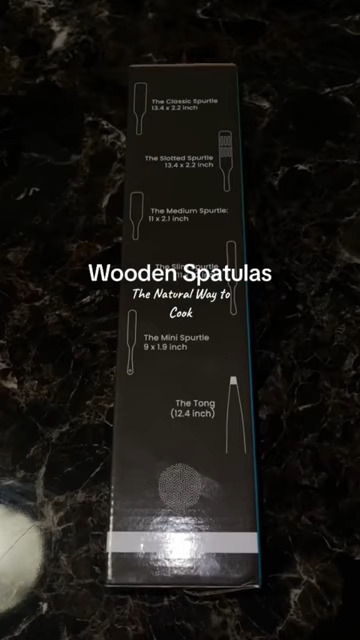 The Classic Spurtle
13.4 x 2.2 inch
The Slotted Spurtle
13.4 x 2.2 inch
The Medium Spurtle:
11 x 2.1 inch
Wooden Spatulas
The Natural Way to
Cook
The Mini Spurtle
9 x 1.9 inch
The Tong
(12.4 inch)